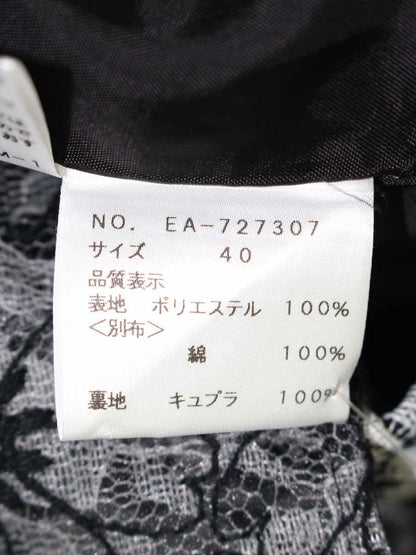 M-1
NO. EA-727307
サイズ 40
品質表示
表地 ポリエステル 100%
<別布>
綿 100%
裏地 キュプラ 100%